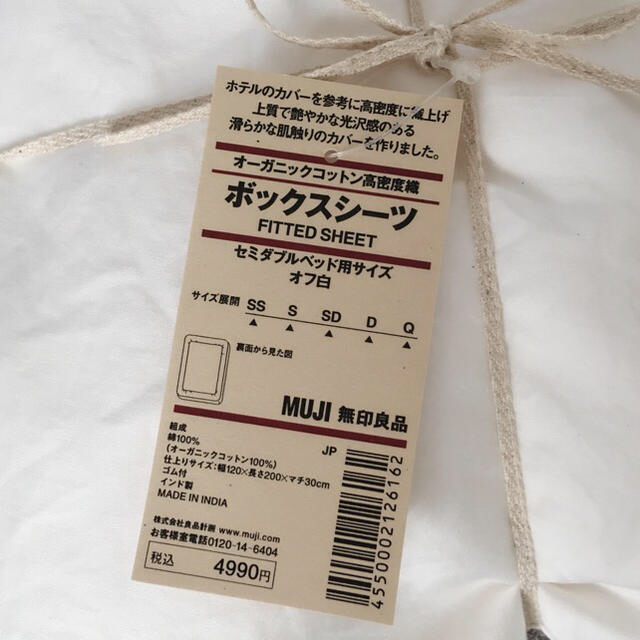 ホテルのカバーを参考に高密度に織上げ
上質で艶やかな光沢感のある
滑らかな肌触りのカバーを作りました。
オーガニックコットン高密度織
ボックスシーツ
FITTED SHEET
セミダブルベッド用サイズ
オフ白
サイズ展開 SS S SD D Q
裏面から見た図
MUJI 無印良品
組成
綿100%
(オーガニックコットン100%)
仕上りサイズ:幅120×長さ200×マチ30cm
ゴム付
インド製
MADE IN INDIA
JP
株式会社良品計画 www.muji.com
お客様室電話0120-14-6404
税込 4990円
4550002126162